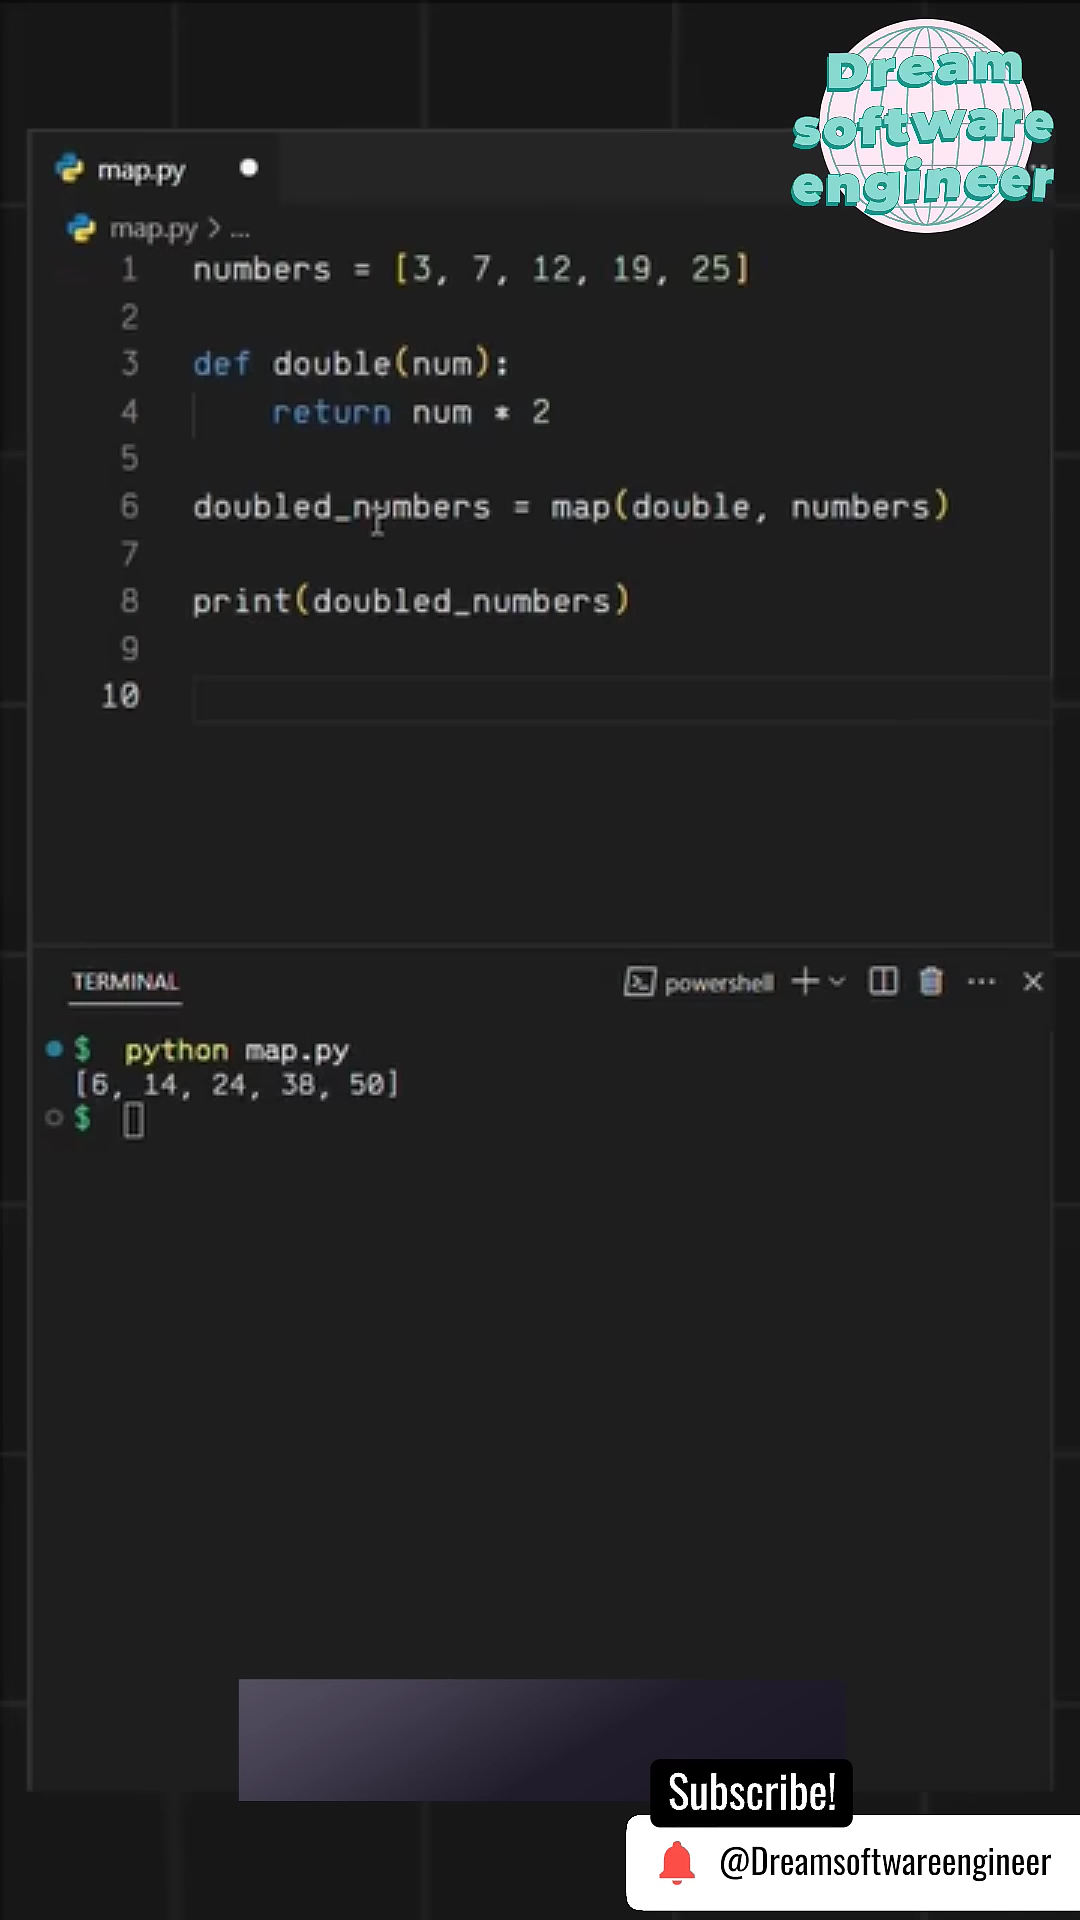 Dream
software
engineer
map.py
map.py > ...
1 numbers = [3, 7, 12, 19, 25]
2
3 def double(num):
4     return num * 2
5
6 doubled_numbers = map(double, numbers)
7
8 print(doubled_numbers)
9
10
TERMINAL
powershell
$ python map.py
[6, 14, 24, 38, 50]
$
Subscribe!
@Dreamsoftwareengineer